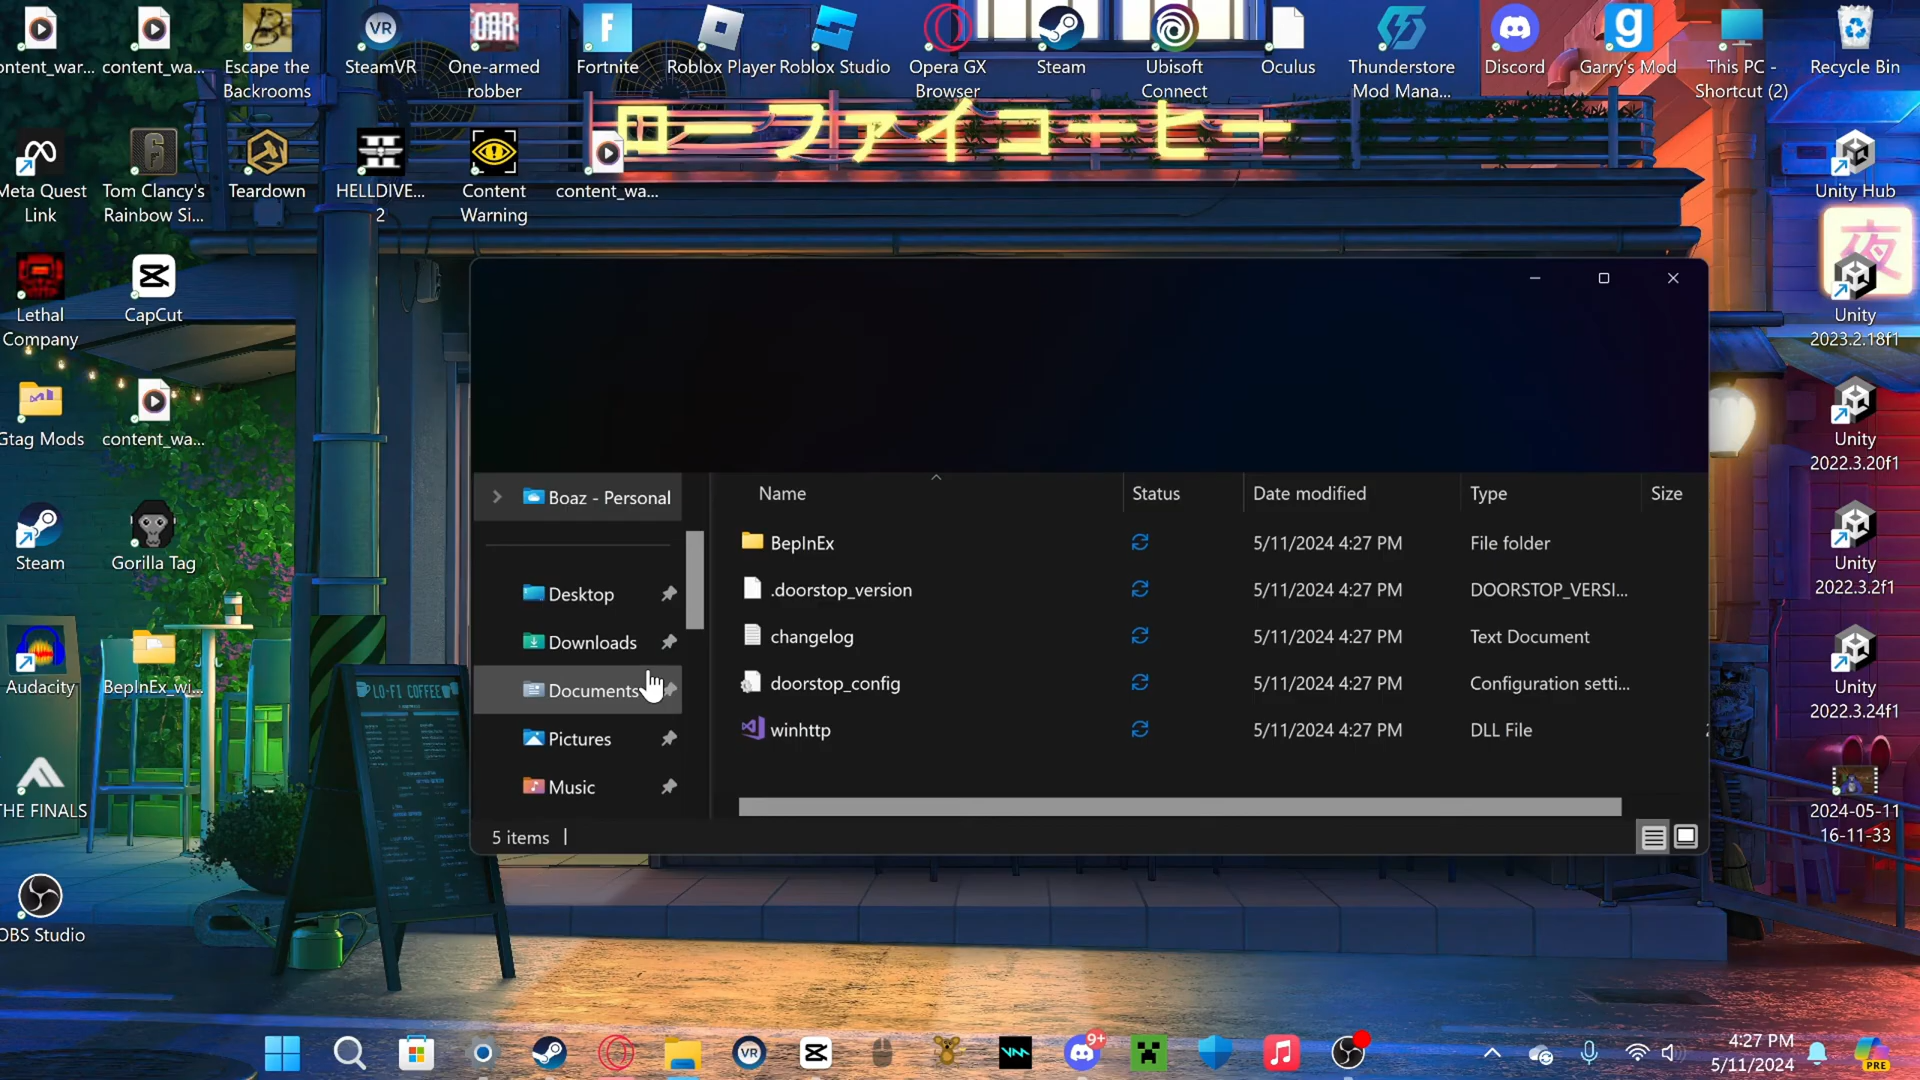 ontent_war...
content_wa...
Escape the
Backrooms
SteamVR
One-armed
robber
Fortnite
Roblox Player
Roblox Studio
Opera GX
Browser
Steam
Ubisoft
Connect
Oculus
Thunderstore
Mod Mana...
Discord
Garry's Mod
This PC -
Shortcut (2)
Recycle Bin
ローファイコーヒー
Meta Quest
Link
Tom Clancy's
Rainbow Si...
Teardown
HELLDIVE...
2
Content
Warning
content_wa...
Unity Hub
夜
Lethal
Company
CapCut
Unity
2023.2.18f1
Gtag Mods
content_wa...
Unity
2022.3.20f1
Steam
Gorilla Tag
Unity
2022.3.2f1
Audacity
BepInEx_wi...
Unity
2022.3.24f1
THE FINALS
2024-05-11
16-11-33
OBS Studio
LO-FI COFFEE
Boaz - Personal
Desktop
Downloads
Documents
Pictures
Music
Name Status Date modified Type Size
BepInEx 5/11/2024 4:27 PM File folder
.doorstop_version 5/11/2024 4:27 PM DOORSTOP_VERSI...
changelog 5/11/2024 4:27 PM Text Document
doorstop_config 5/11/2024 4:27 PM Configuration setti...
winhttp 5/11/2024 4:27 PM DLL File
5 items
VR
9+
4:27 PM
5/11/2024
PRE